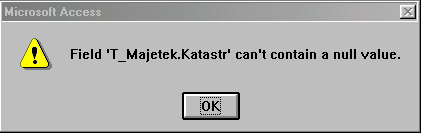 Microsoft Access
Field 'T_Majetek.Katastr' can't contain a null value.
OK